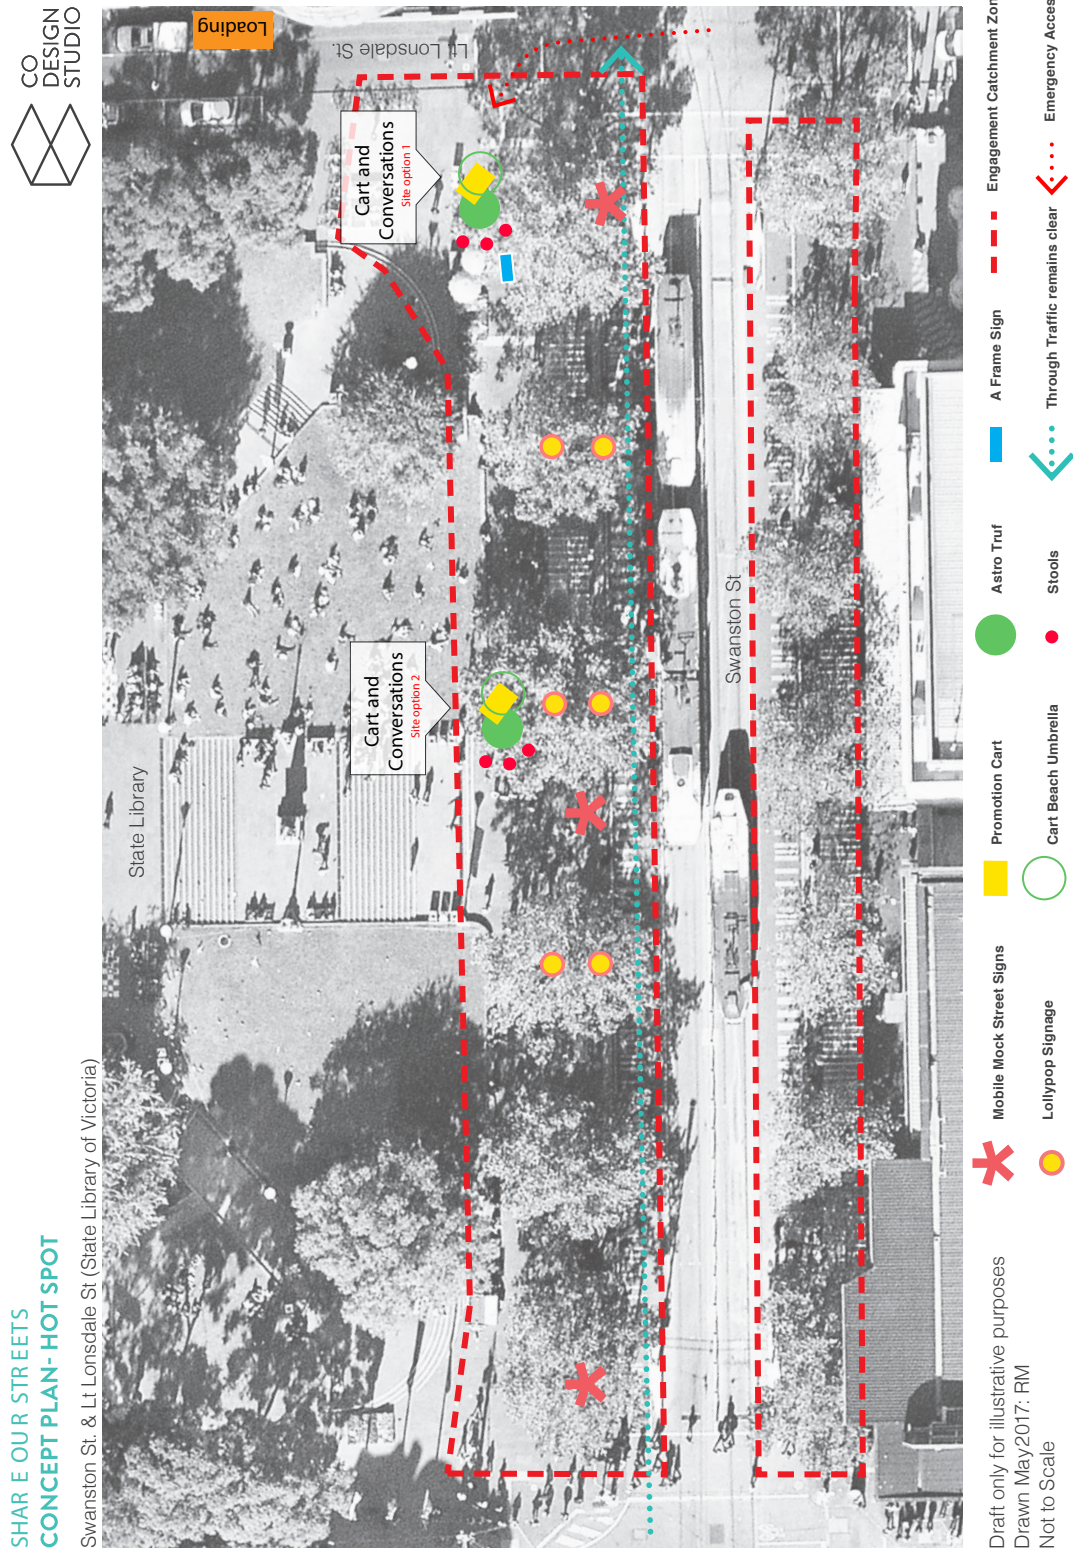 SHAR E OU R STREETS
CONCEPT PLAN- HOT SPOT
Swanston St. & Lt Lonsdale St (State Library of Victoria)
CO
DESIGN
STUDIO
Loading
Lt. Lonsdale St.
State Library
Cart and
Conversations
Site option 2
Cart and
Conversations
Site option 1
Swanston St
Draft only for illustrative purposes
Drawn May2017: RM
Not to Scale
Mobile Mock Street Signs
Promotion Cart
Astro Truf
A Frame Sign
Engagement Catchment Zon
Lollypop Signage
Cart Beach Umbrella
Stools
Through Traffic remains clear
Emergency Acces